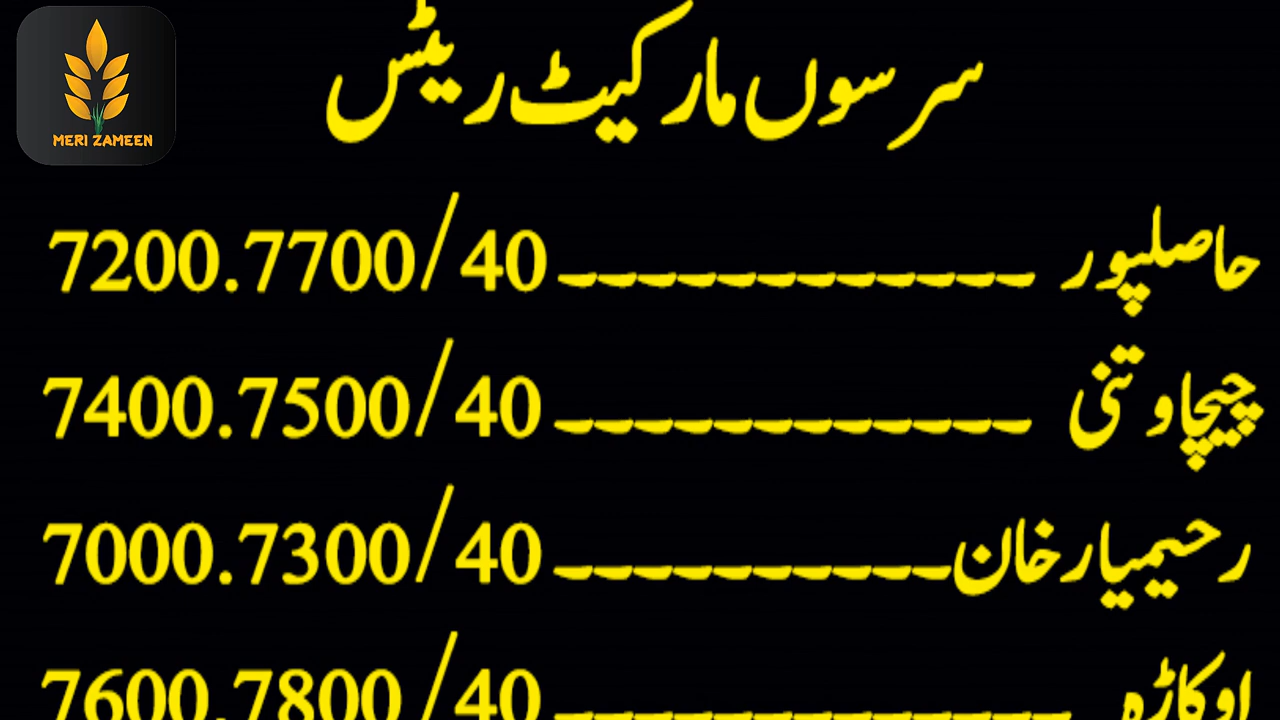 MERI ZAMEEN
سرسوں مارکیٹ ریٹس
حاصلپور ۔۔۔۔۔۔۔۔۔۔۔۔ 7200.7700/40
چیچاوتنی ۔۔۔۔۔۔۔۔۔۔۔۔ 7400.7500/40
رحیمیارخان۔۔۔۔۔۔۔۔۔۔ 7000.7300/40
اوکاڑہ ۔۔۔۔۔۔۔۔۔۔۔۔۔ 7600.7800/40